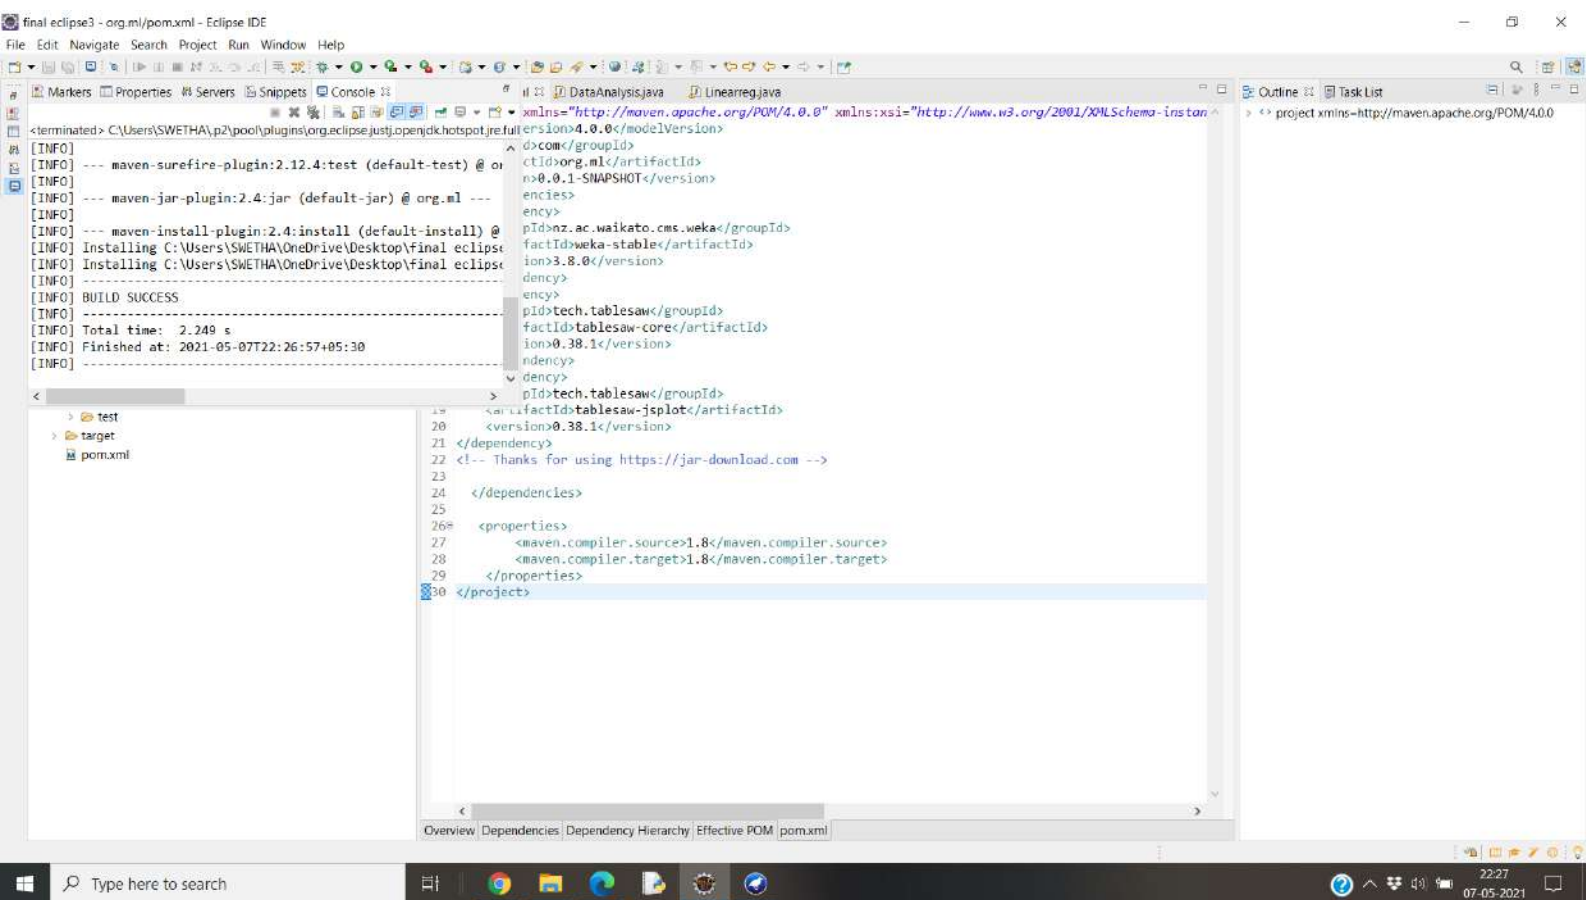 final eclipse3 - org.ml/pom.xml - Eclipse IDE
File Edit Navigate Search Project Run Window Help
Markers Properties Servers Snippets Console
DataAnalysis.java Linearreg.java
Outline Task List
<terminated> C:\Users\SWETHA\.p2\pool\plugins\org.eclipse.justj.openjdk.hotspot.jre.full
[INFO]
[INFO] --- maven-surefire-plugin:2.12.4:test (default-test) @ or
[INFO]
[INFO] --- maven-jar-plugin:2.4:jar (default-jar) @ org.ml ---
[INFO]
[INFO] --- maven-install-plugin:2.4:install (default-install) @
[INFO] Installing C:\Users\SWETHA\OneDrive\Desktop\final eclipse
[INFO] Installing C:\Users\SWETHA\OneDrive\Desktop\final eclipse
[INFO] ------------------------------------------------------------
[INFO] BUILD SUCCESS
[INFO] ------------------------------------------------------------
[INFO] Total time: 2.249 s
[INFO] Finished at: 2021-05-07T22:26:57+05:30
[INFO] ------------------------------------------------------------
test
target
pom.xml
xmlns="http://maven.apache.org/POM/4.0.0" xmlns:xsi="http://www.w3.org/2001/XMLSchema-instan
ersion>4.0.0</modelVersion>
d>com</groupId>
ctId>org.ml</artifactId>
n>0.0.1-SNAPSHOT</version>
encies>
ency>
pId>nz.ac.waikato.cms.weka</groupId>
factId>weka-stable</artifactId>
ion>3.8.0</version>
dency>
ency>
pId>tech.tablesaw</groupId>
factId>tablesaw-core</artifactId>
ion>0.38.1</version>
ndency>
dency>
pId>tech.tablesaw</groupId>
19 <artifactId>tablesaw-jsplot</artifactId>
20 <version>0.38.1</version>
21 </dependency>
22 <!-- Thanks for using https://jar-download.com -->
23
24 </dependencies>
25
26 <properties>
27 <maven.compiler.source>1.8</maven.compiler.source>
28 <maven.compiler.target>1.8</maven.compiler.target>
29 </properties>
30 </project>
project xmlns=http://maven.apache.org/POM/4.0.0
Overview Dependencies Dependency Hierarchy Effective POM pom.xml
Type here to search
22:27
07-05-2021